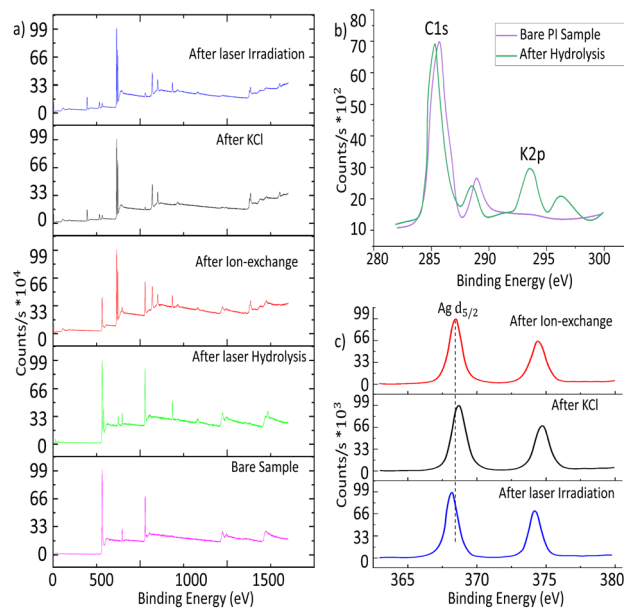 a)
After laser Irradiation
99
66
33
0
After KCl
99
66
33
0
After Ion-exchange
99
66
33
0
After laser Hydrolysis
99
66
33
0
Bare Sample
99
66
33
0
Counts/s *10⁴
0 500 1000 1500
Binding Energy (eV)
b)
C1s
Bare PI Sample
After Hydrolysis
K2p
80
70
60
50
40
30
20
10
Counts/s *10²
280 285 290 295 300
Binding Energy (eV)
c)
Ag d5/2
After Ion-exchange
99
66
33
0
After KCl
99
66
33
0
After laser Irradiation
99
66
33
0
Counts/s *10³
365 370 375 380
Binding Energy (eV)